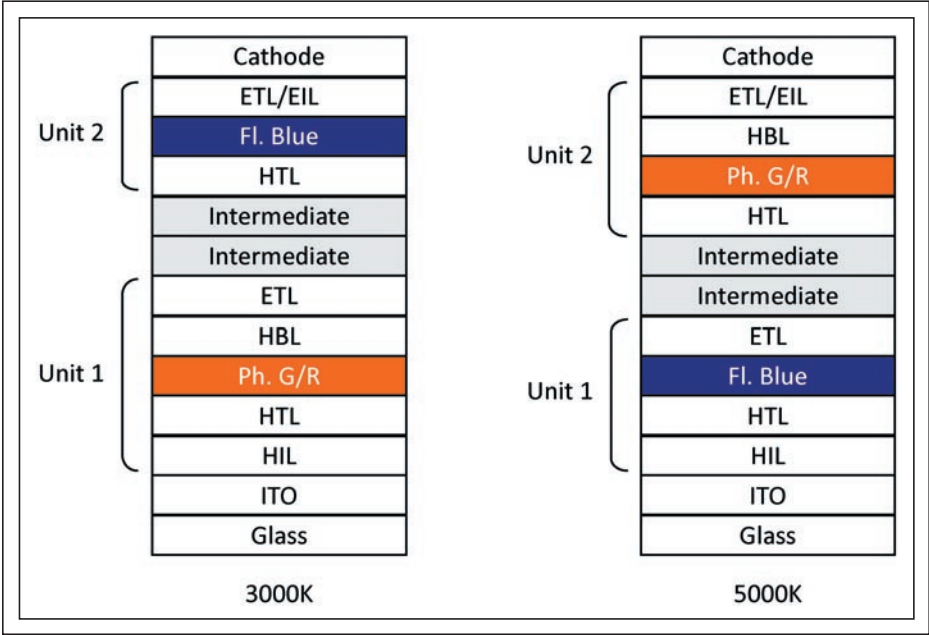 Cathode
ETL/EIL
Unit 2
Fl. Blue
HTL
Intermediate
Intermediate
ETL
HBL
Unit 1
Ph. G/R
HTL
HIL
ITO
Glass
3000K
Cathode
ETL/EIL
HBL
Unit 2
Ph. G/R
HTL
Intermediate
Intermediate
ETL
Fl. Blue
Unit 1
HTL
HIL
ITO
Glass
5000K